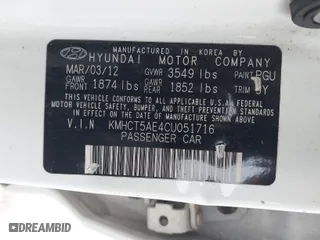 MANUFACTURED IN KOREA BY
HYUNDAI MOTOR COMPANY
MAR/03/12 GVWR 3549 lbs PAINT PGU
GAWR FRONT 1874 lbs GAWR REAR 1852 lbs TRIM YY
THIS VEHICLE CONFORMS TO ALL APPLICABLE U.S.A FEDERAL
MOTOR VEHICLE SAFETY, BUMPER, AND THEFT PREVENTION
STANDARDS IN EFFECT ON THE DATE OF MANUFACTURE SHOWN ABOVE.
V.I.N KMHCT5AE4CU051716
PASSENGER CAR
© DRIVED AUTO